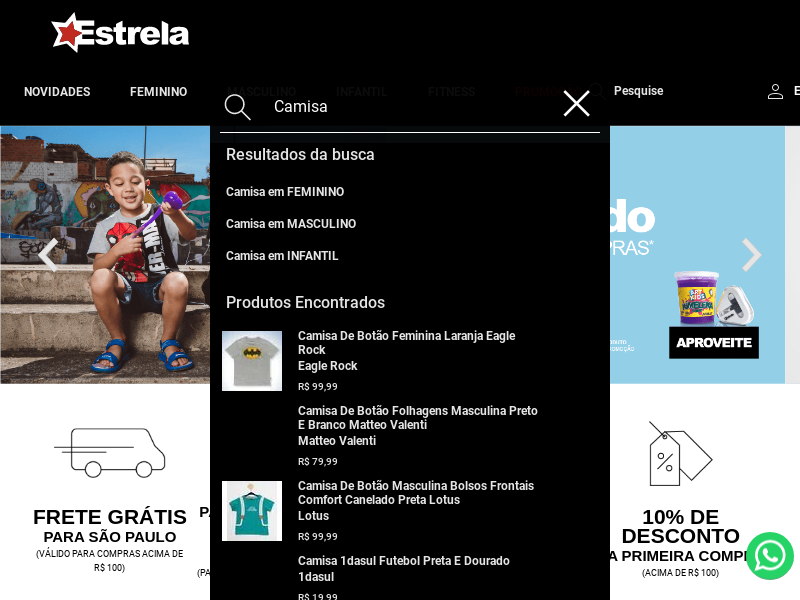 Estrela
NOVIDADES
FEMININO
MASCULINO
INFANTIL
FITNESS
Pesquise
E
Camisa
Resultados da busca
Camisa em FEMININO
Camisa em MASCULINO
Camisa em INFANTIL
Produtos Encontrados
Camisa De Botão Feminina Laranja Eagle
Rock
Eagle Rock
R$ 99,99
Camisa De Botão Folhagens Masculina Preto
E Branco Matteo Valenti
Matteo Valenti
R$ 79,99
Camisa De Botão Masculina Bolsos Frontais
Comfort Canelado Preta Lotus
Lotus
R$ 99,99
Camisa 1dasul Futebol Preta E Dourado
1dasul
R$ 19,99
do
PRAS*
APROVEITE
FRETE GRÁTIS
PARA SÃO PAULO
(VÁLIDO PARA COMPRAS ACIMA DE
R$ 100)
P
(PA
10% DE
DESCONTO
A PRIMEIRA COMP
(ACIMA DE R$ 100)